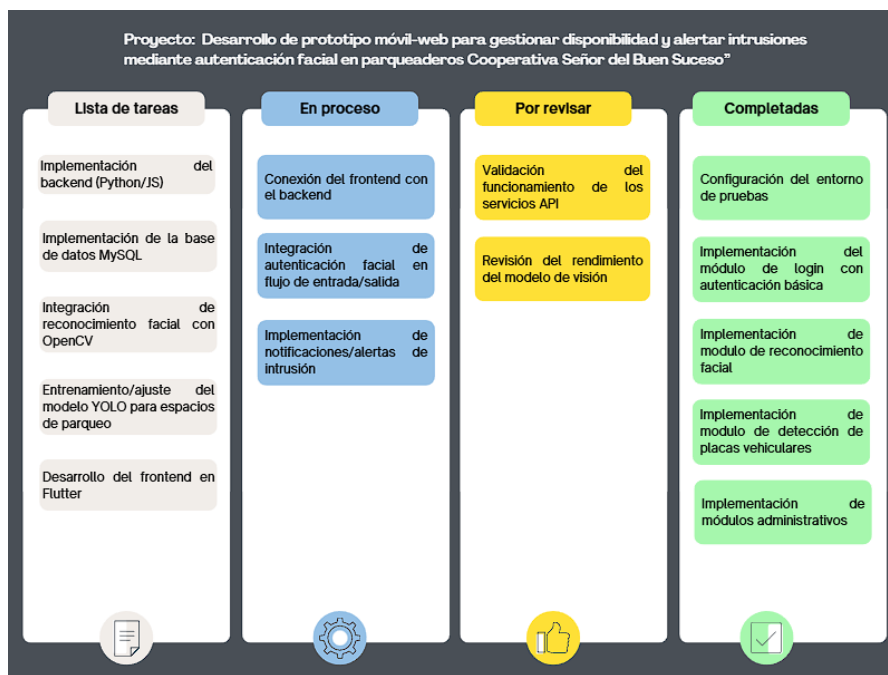 Proyecto: Desarrollo de prototipo móvil-web para gestionar disponibilidad y alertar intrusiones
mediante autenticación facial en parqueaderos Cooperativa Señor del Buen Suceso”
Lista de tareas
Implementación del
backend (Python/JS)
Implementación de la base
de datos MySQL
Integración de
reconocimiento facial con
OpenCV
Entrenamiento/ajuste del
modelo YOLO para espacios
de parqueo
Desarrollo del frontend en
Flutter
En proceso
Conexión del frontend con
el backend
Integración de
autenticación facial en
flujo de entrada/salida
Implementación de
notificaciones/alertas de
intrusión
Por revisar
Validación del
funcionamiento de los
servicios API
Revisión del rendimiento
del modelo de visión
Completadas
Configuración del entorno
de pruebas
Implementación del
módulo de login con
autenticación básica
Implementación de
modulo de reconocimiento
facial
Implementación de
modulo de detección de
placas vehiculares
Implementación de
módulos administrativos